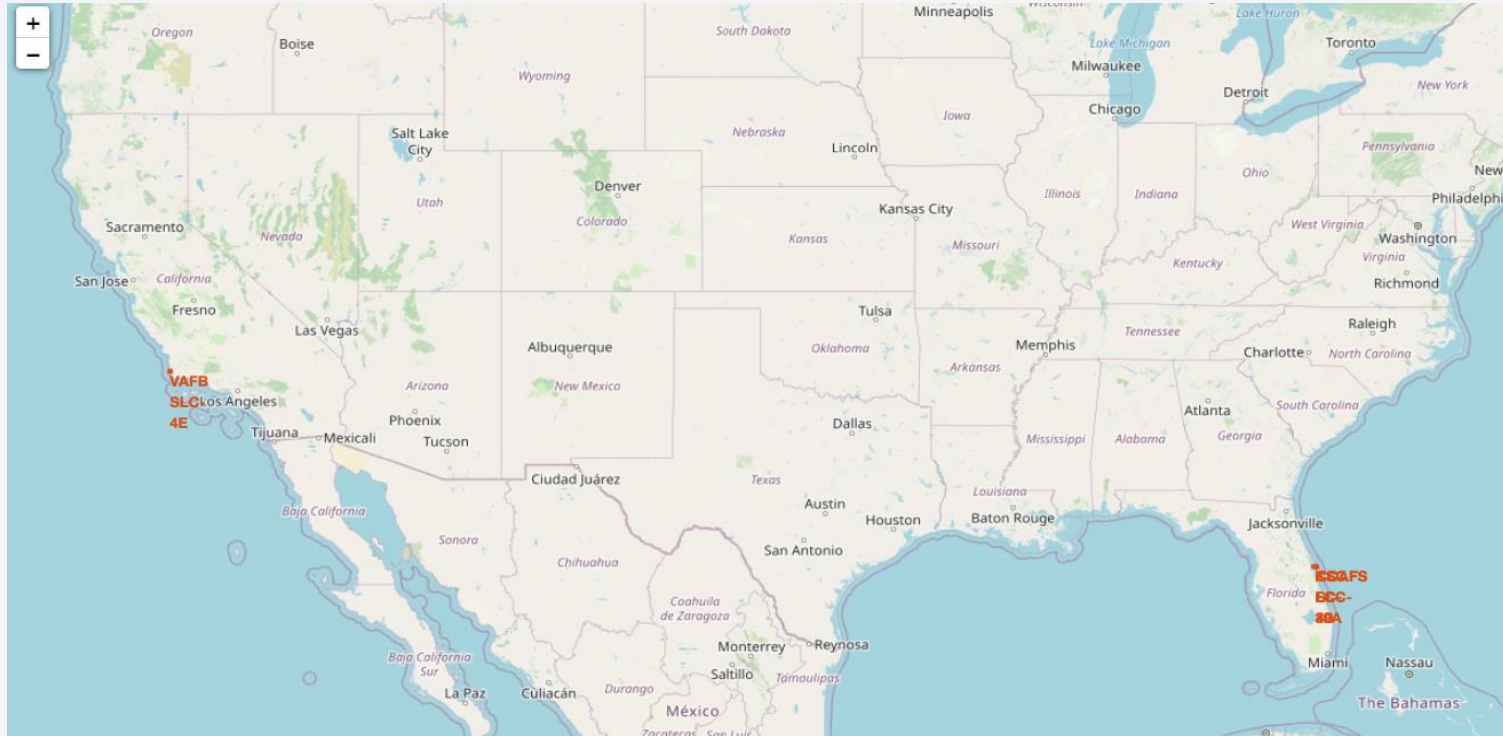 +
−
Oregon
Boise
South Dakota
Minneapolis
Wisconsin
Lake Huron
Toronto
Lake Michigan
Milwaukee
Wyoming
Detroit
New York
Chicago
Iowa
Salt Lake
City
Nebraska
Lincoln
Pennsylvania
New
Ohio
Denver
Utah
Illinois
Indiana
Philadelphi
Kansas City
Colorado
Sacramento
Nevada
Kansas
Missouri
West Virginia
Washington
Virginia
Kentucky
San Jose
California
Richmond
Fresno
Las Vegas
Tulsa
Raleigh
Tennessee
Albuquerque
Oklahoma
Memphis
Charlotte
North Carolina
Arkansas
VAFB
SLC-
4E
Los Angeles
Arizona
New Mexico
Atlanta
South Carolina
Phoenix
Dallas
Tijuana
Mexicali
Tucson
Mississippi
Alabama
Georgia
Ciudad Juárez
Texas
Louisiana
Austin
Houston
Baton Rouge
Jacksonville
Baja California
Sonora
San Antonio
Chihuahua
Florida
Coahuila
de Zaragoza
Monterrey
Reynosa
Baja California
Sur
Saltillo
Tamaulipas
Miami
Nassau
La Paz
Culiacán
Durango
México
The Bahamas
Zacatecas
San Luis